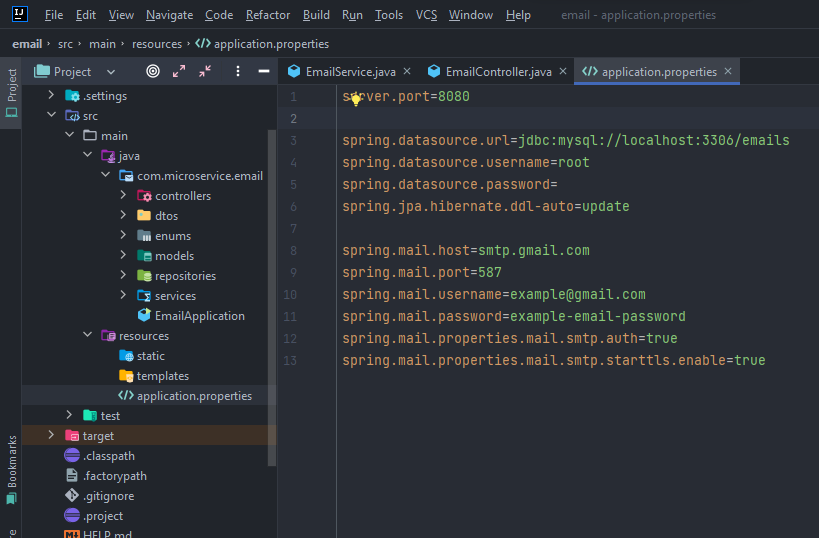 IJ File Edit View Navigate Code Refactor Build Run Tools VCS Window Help email - application.properties
email › src › main › resources › </> application.properties
Project
Project
EmailService.java × EmailController.java × </> application.properties ×
.settings
src
main
java
com.microservice.email
controllers
dtos
enums
models
repositories
services
EmailApplication
resources
static
templates
</> application.properties
test
target
.classpath
.factorypath
.gitignore
.project
HELP.md
Bookmarks
1 server.port=8080
2
3 spring.datasource.url=jdbc:mysql://localhost:3306/emails
4 spring.datasource.username=root
5 spring.datasource.password=
6 spring.jpa.hibernate.ddl-auto=update
7
8 spring.mail.host=smtp.gmail.com
9 spring.mail.port=587
10 spring.mail.username=example@gmail.com
11 spring.mail.password=example-email-password
12 spring.mail.properties.mail.smtp.auth=true
13 spring.mail.properties.mail.smtp.starttls.enable=true